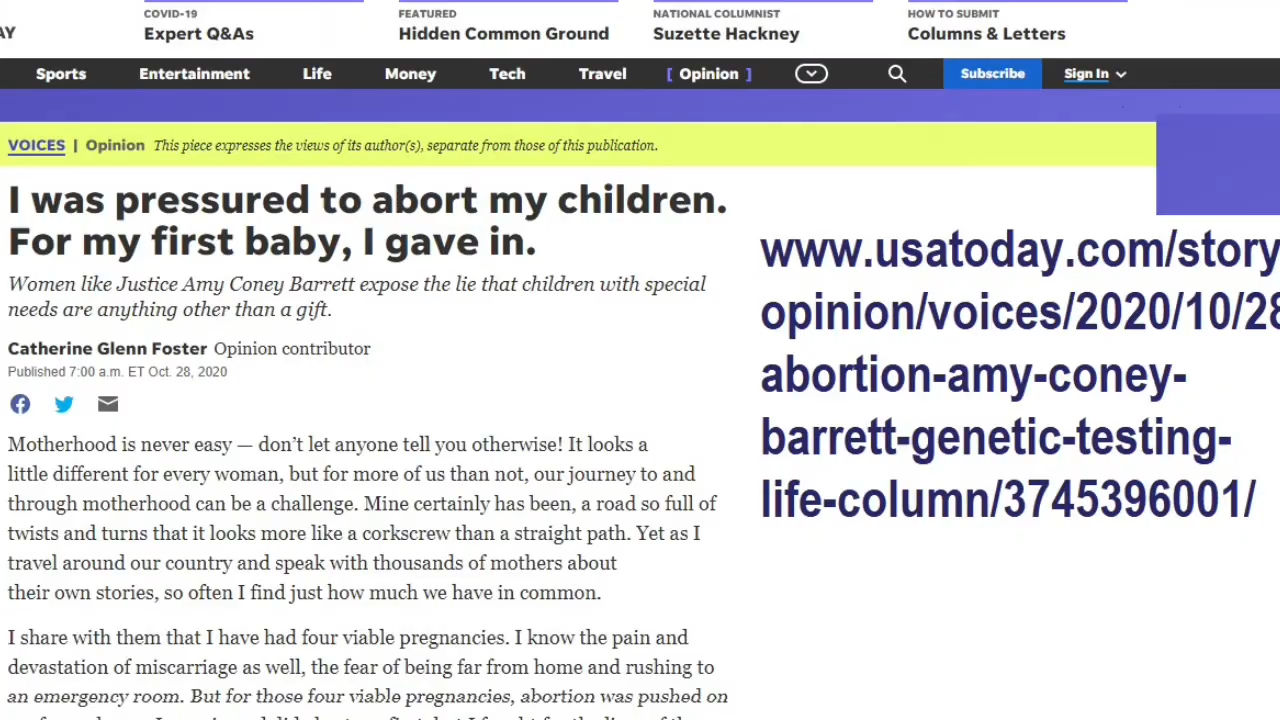 COVID-19
Expert Q&As
FEATURED
Hidden Common Ground
NATIONAL COLUMNIST
Suzette Hackney
HOW TO SUBMIT
Columns & Letters
AY
Sports Entertainment Life Money Tech Travel [ Opinion ] Subscribe Sign In
VOICES | Opinion This piece expresses the views of its author(s), separate from those of this publication.
I was pressured to abort my children.
For my first baby, I gave in.
Women like Justice Amy Coney Barrett expose the lie that children with special
needs are anything other than a gift.
Catherine Glenn Foster Opinion contributor
Published 7:00 a.m. ET Oct. 28, 2020
Motherhood is never easy — don’t let anyone tell you otherwise! It looks a
little different for every woman, but for more of us than not, our journey to and
through motherhood can be a challenge. Mine certainly has been, a road so full of
twists and turns that it looks more like a corkscrew than a straight path. Yet as I
travel around our country and speak with thousands of mothers about
their own stories, so often I find just how much we have in common.
I share with them that I have had four viable pregnancies. I know the pain and
devastation of miscarriage as well, the fear of being far from home and rushing to
an emergency room. But for those four viable pregnancies, abortion was pushed on
www.usatoday.com/story
opinion/voices/2020/10/28
abortion-amy-coney-
barrett-genetic-testing-
life-column/3745396001/